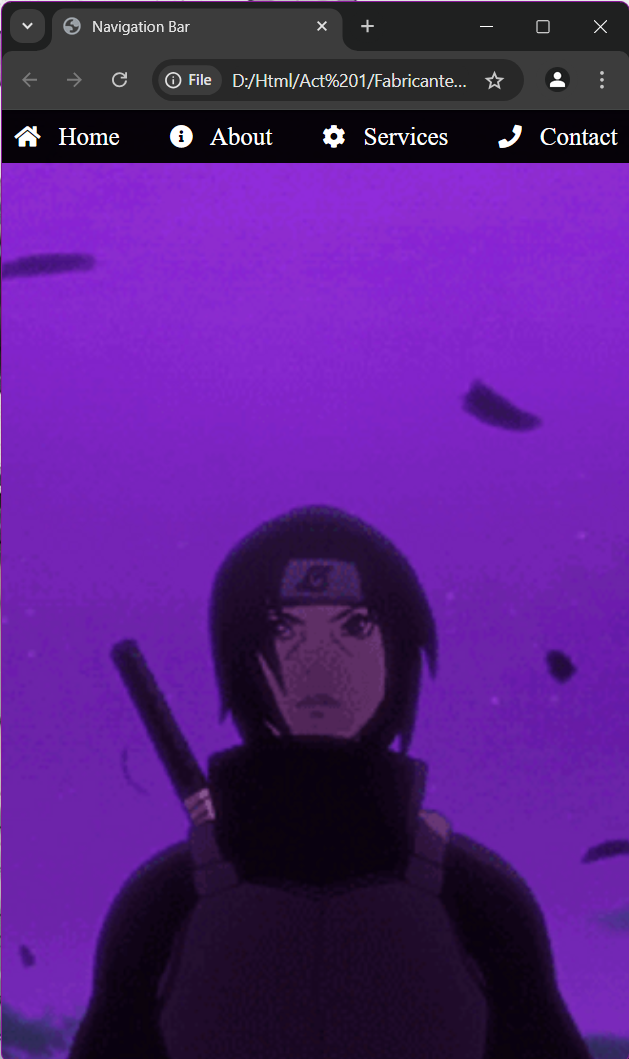 Navigation Bar
File D:/Html/Act%201/Fabricante...
Home About Services Contact